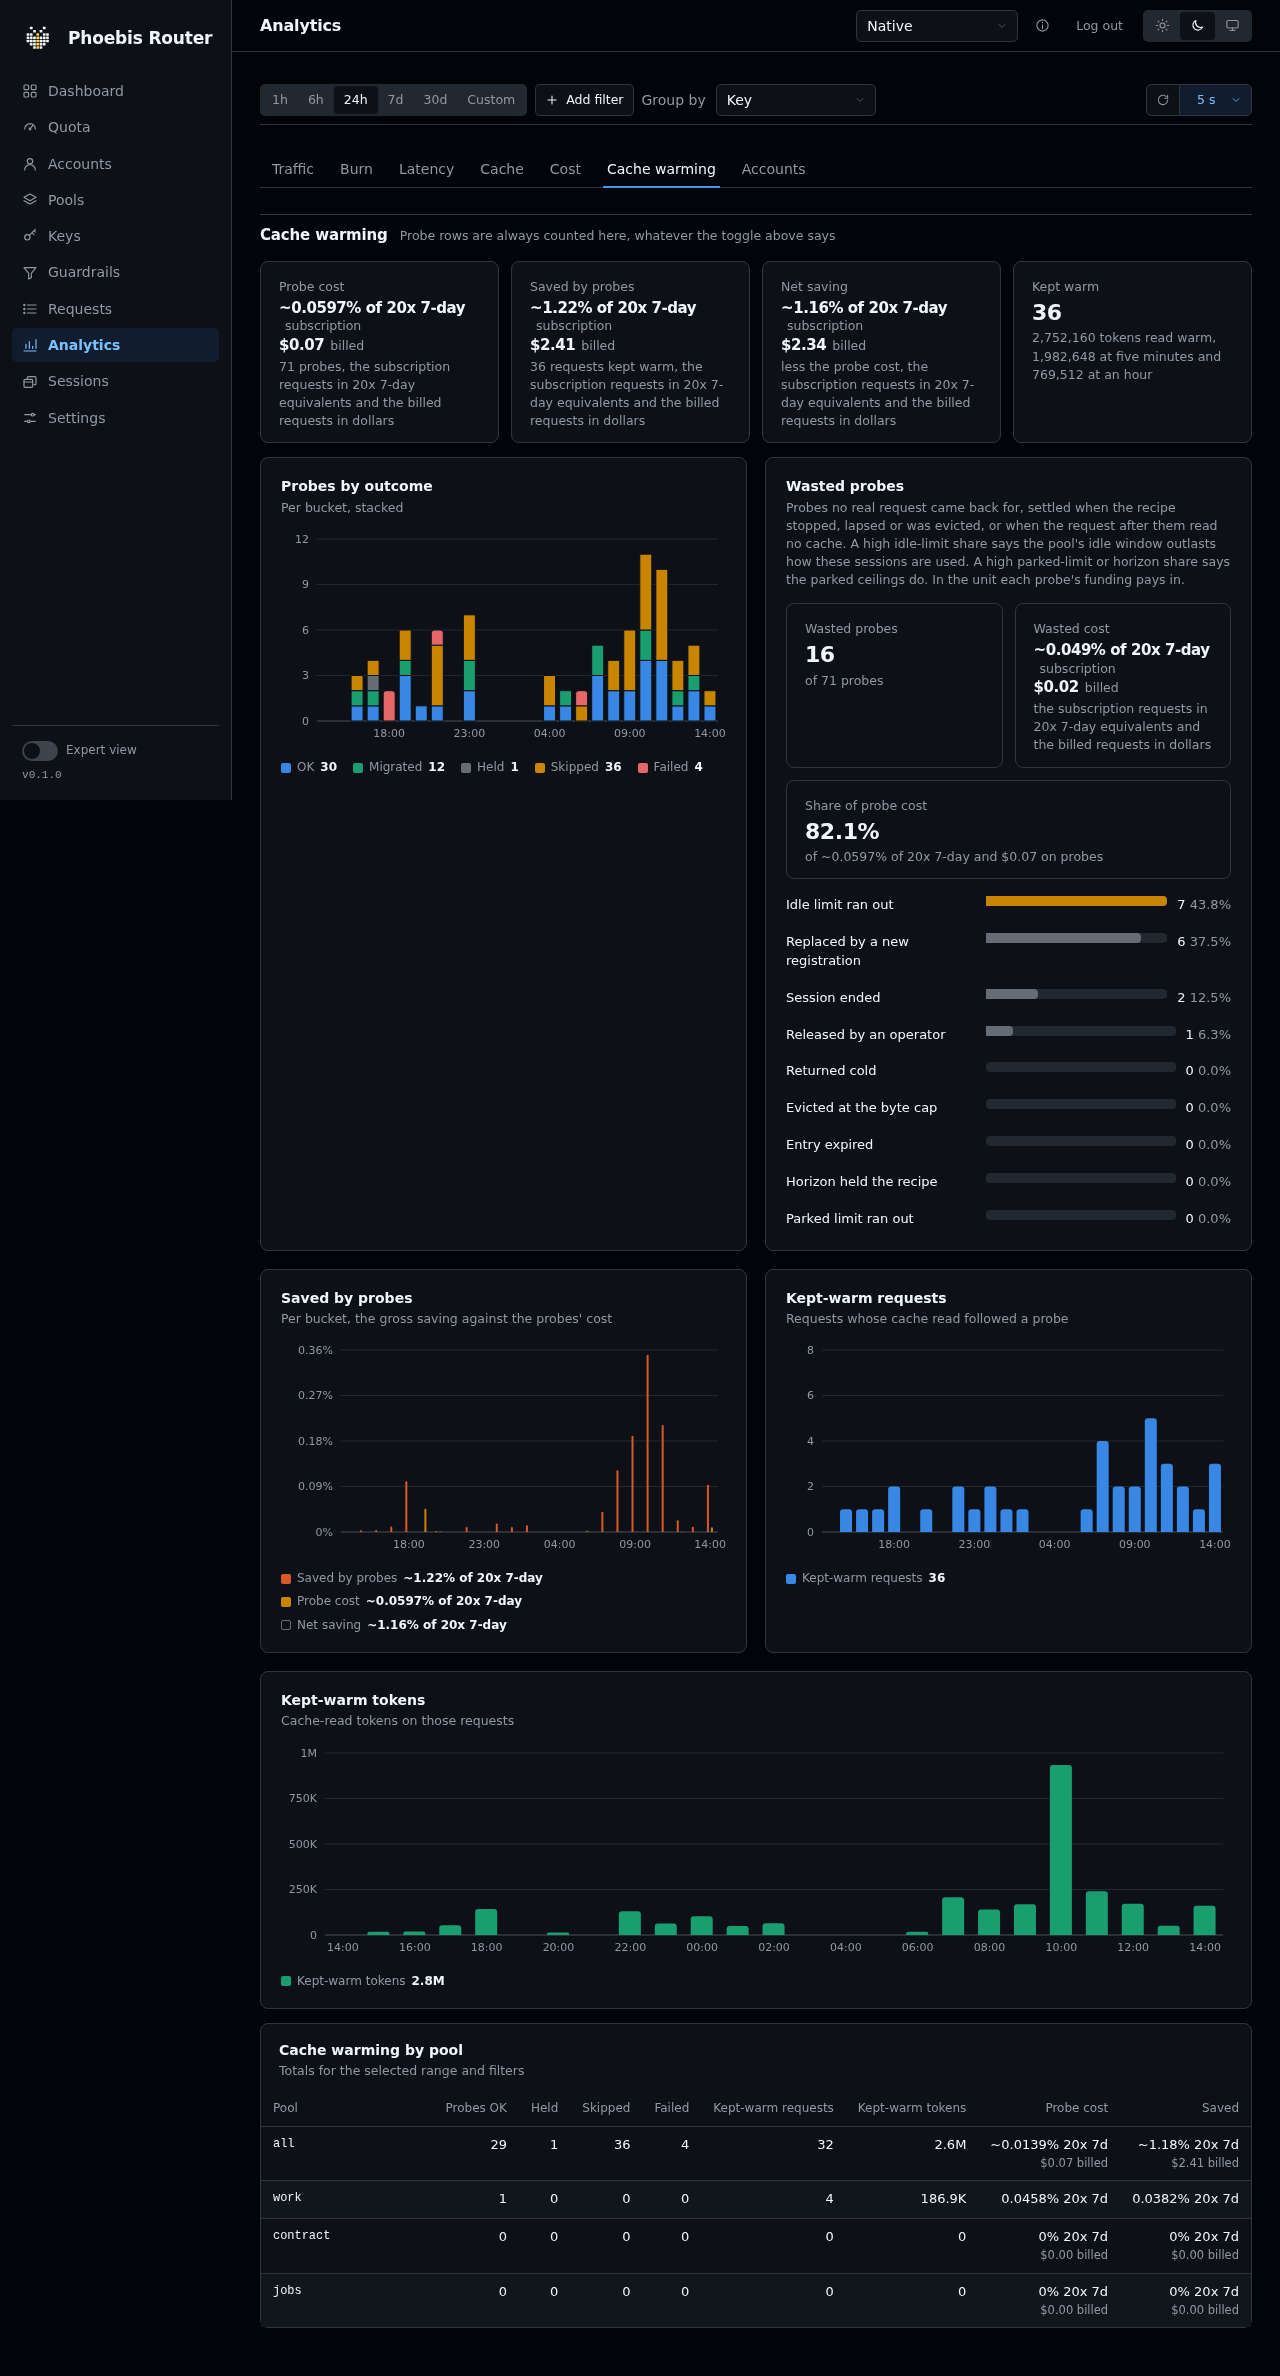 Phoebis Router
Dashboard
Quota
Accounts
Pools
Keys
Guardrails
Requests
Analytics
Sessions
Settings
Expert view
v0.1.0
Analytics
Native
Log out
1h 6h 24h 7d 30d Custom
Add filter
Group by
Key
5 s
Traffic Burn Latency Cache Cost Cache warming Accounts
Cache warming Probe rows are always counted here, whatever the toggle above says
Probe cost
~0.0597% of 20x 7-day
subscription
$0.07 billed
71 probes, the subscription
requests in 20x 7-day
equivalents and the billed
requests in dollars
Saved by probes
~1.22% of 20x 7-day
subscription
$2.41 billed
36 requests kept warm, the
subscription requests in 20x 7-
day equivalents and the billed
requests in dollars
Net saving
~1.16% of 20x 7-day
subscription
$2.34 billed
less the probe cost, the
subscription requests in 20x 7-
day equivalents and the billed
requests in dollars
Kept warm
36
2,752,160 tokens read warm,
1,982,648 at five minutes and
769,512 at an hour
Probes by outcome
Per bucket, stacked
12
9
6
3
0
18:00 23:00 04:00 09:00 14:00
OK 30 Migrated 12 Held 1 Skipped 36 Failed 4
Wasted probes
Probes no real request came back for, settled when the recipe
stopped, lapsed or was evicted, or when the request after them read
no cache. A high idle-limit share says the pool's idle window outlasts
how these sessions are used. A high parked-limit or horizon share says
the parked ceilings do. In the unit each probe's funding pays in.
Wasted probes
16
of 71 probes
Wasted cost
~0.049% of 20x 7-day
subscription
$0.02 billed
the subscription requests in
20x 7-day equivalents and
the billed requests in dollars
Share of probe cost
82.1%
of ~0.0597% of 20x 7-day and $0.07 on probes
Idle limit ran out 7 43.8%
Replaced by a new
registration 6 37.5%
Session ended 2 12.5%
Released by an operator 1 6.3%
Returned cold 0 0.0%
Evicted at the byte cap 0 0.0%
Entry expired 0 0.0%
Horizon held the recipe 0 0.0%
Parked limit ran out 0 0.0%
Saved by probes
Per bucket, the gross saving against the probes' cost
0.36%
0.27%
0.18%
0.09%
0%
18:00 23:00 04:00 09:00 14:00
Saved by probes ~1.22% of 20x 7-day
Probe cost ~0.0597% of 20x 7-day
Net saving ~1.16% of 20x 7-day
Kept-warm requests
Requests whose cache read followed a probe
8
6
4
2
0
18:00 23:00 04:00 09:00 14:00
Kept-warm requests 36
Kept-warm tokens
Cache-read tokens on those requests
1M
750K
500K
250K
0
14:00 16:00 18:00 20:00 22:00 00:00 02:00 04:00 06:00 08:00 10:00 12:00 14:00
Kept-warm tokens 2.8M
Cache warming by pool
Totals for the selected range and filters
Pool Probes OK Held Skipped Failed Kept-warm requests Kept-warm tokens Probe cost Saved
all 29 1 36 4 32 2.6M ~0.0139% 20x 7d ~1.18% 20x 7d
$0.07 billed $2.41 billed
work 1 0 0 0 4 186.9K 0.0458% 20x 7d 0.0382% 20x 7d
contract 0 0 0 0 0 0 0% 20x 7d 0% 20x 7d
$0.00 billed $0.00 billed
jobs 0 0 0 0 0 0 0% 20x 7d 0% 20x 7d
$0.00 billed $0.00 billed